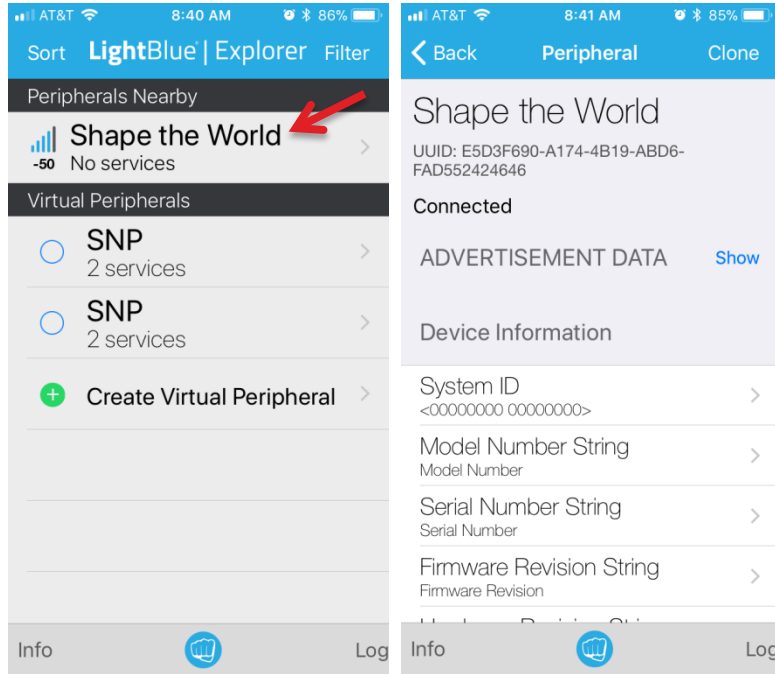 AT&T 8:40 AM 86%
Sort LightBlue | Explorer Filter
Peripherals Nearby
Shape the World
-50 No services
Virtual Peripherals
SNP
2 services
SNP
2 services
+ Create Virtual Peripheral
Info Log
AT&T 8:41 AM 85%
Back Peripheral Clone
Shape the World
UUID: E5D3F690-A174-4B19-ABD6-
FAD552424646
Connected
ADVERTISEMENT DATA Show
Device Information
System ID
<00000000 00000000>
Model Number String
Model Number
Serial Number String
Serial Number
Firmware Revision String
Firmware Revision
Info Log